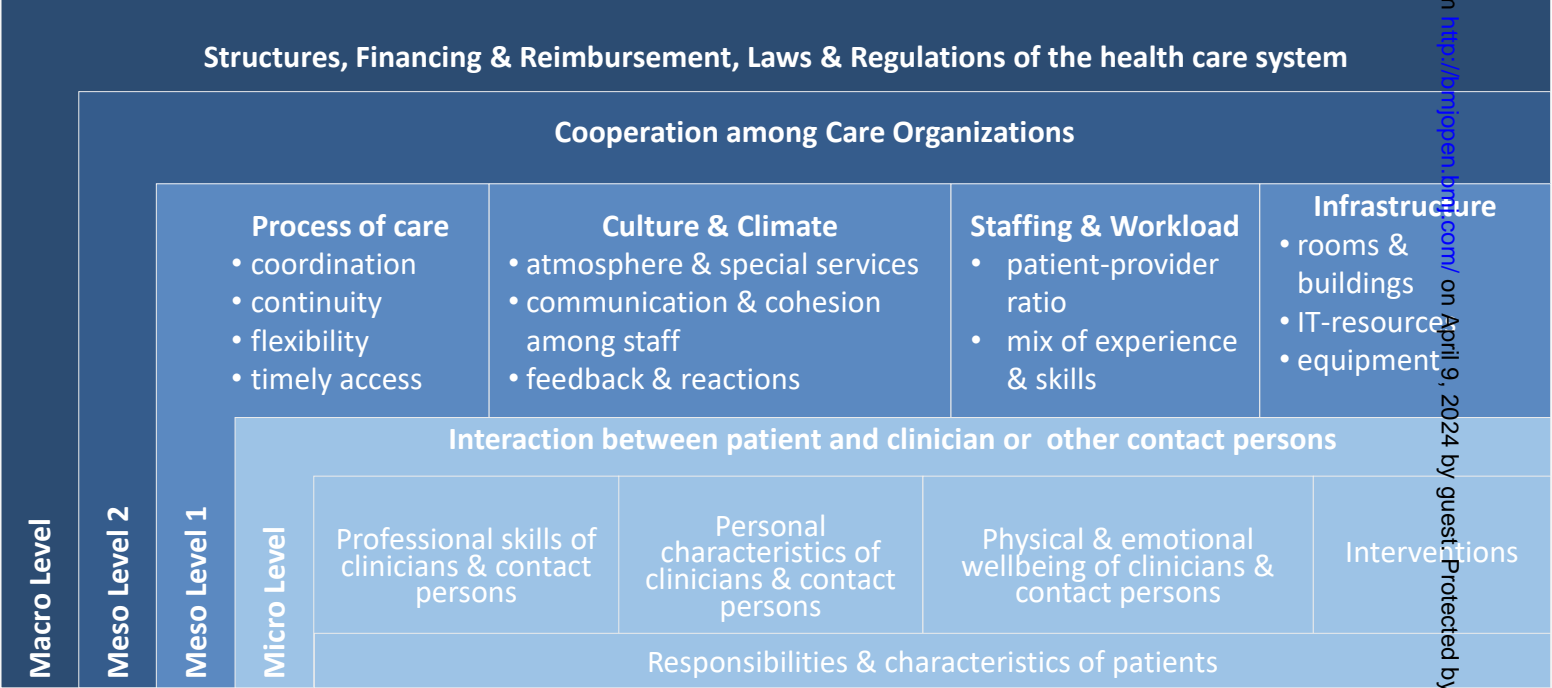 Structures, Financing & Reimbursement, Laws & Regulations of the health care system
Cooperation among Care Organizations
Process of care
• coordination
• continuity
• flexibility
• timely access
Culture & Climate
• atmosphere & special services
• communication & cohesion
among staff
• feedback & reactions
Staffing & Workload
• patient-provider
ratio
• mix of experience
& skills
Infrastructure
• rooms &
buildings
• IT-resources
• equipment
Interaction between patient and clinician or other contact persons
Professional skills of
clinicians & contact
persons
Personal
characteristics of
clinicians & contact
persons
Physical & emotional
wellbeing of clinicians &
contact persons
Interventions
Responsibilities & characteristics of patients
Macro Level
Meso Level 2
Meso Level 1
Micro Level
http://bmjopen.bmj.com/ on April 9, 2024 by guest. Protected by